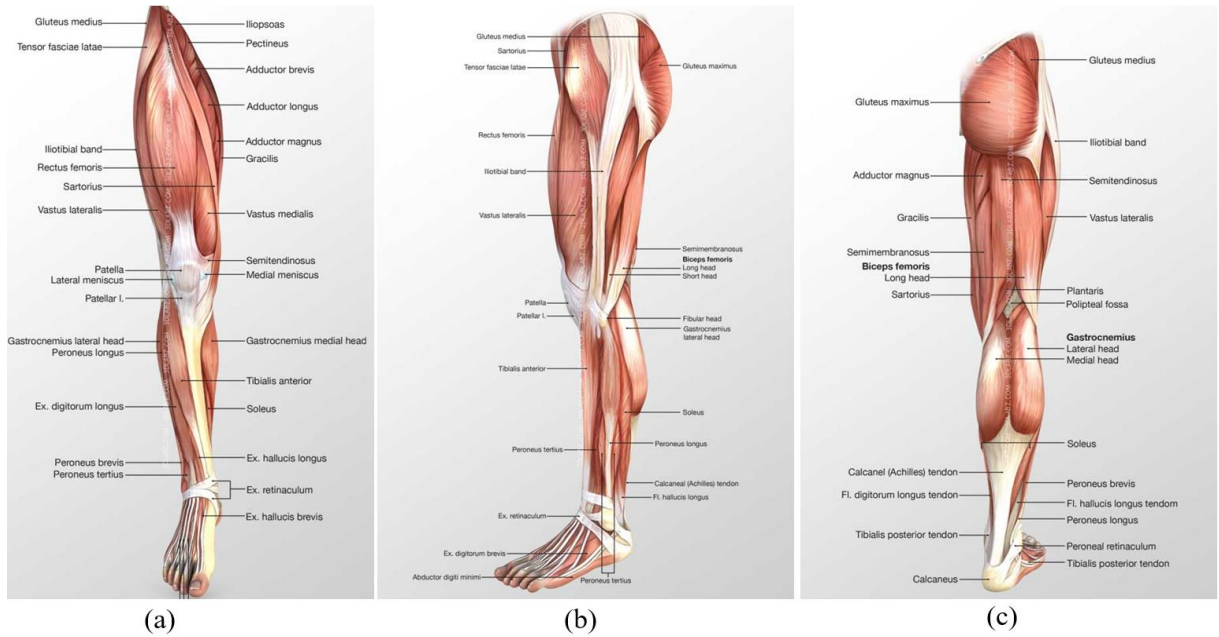 Gluteus medius
Tensor fasciae latae
Iliotibial band
Rectus femoris
Sartorius
Vastus lateralis
Patella
Lateral meniscus
Patellar l.
Gastrocnemius lateral head
Peroneus longus
Ex. digitorum longus
Peroneus brevis
Peroneus tertius
Iliopsoas
Pectineus
Adductor brevis
Adductor longus
Adductor magnus
Gracilis
Vastus medialis
Semitendinosus
Medial meniscus
Gastrocnemius medial head
Tibialis anterior
Soleus
Ex. hallucis longus
Ex. retinaculum
Ex. hallucis brevis
(a)
Gluteus medius
Sartorius
Tensor fasciae latae
Rectus femoris
Iliotibial band
Vastus lateralis
Patella
Patellar l.
Tibialis anterior
Peroneus tertius
Ex. retinaculum
Ex. digitorum brevis
Abductor digiti minimi
Gluteus maximus
Semimembranosus
Biceps femoris
Long head
Short head
Fibular head
Gastrocnemius
lateral head
Soleus
Peroneus longus
Calcaneal (Achilles) tendon
Fl. hallucis longus
Peroneus tertius
(b)
Gluteus maximus
Adductor magnus
Gracilis
Semimembranosus
Biceps femoris
Long head
Sartorius
Calcanel (Achilles) tendon
Fl. digitorum longus tendon
Tibialis posterior tendon
Calcaneus
Gluteus medius
Iliotibial band
Semitendinosus
Vastus lateralis
Plantaris
Polipteal fossa
Gastrocnemius
Lateral head
Medial head
Soleus
Peroneus brevis
Fl. hallucis longus tendom
Peroneus longus
Peroneal retinaculum
Tibialis posterior tendon
(c)